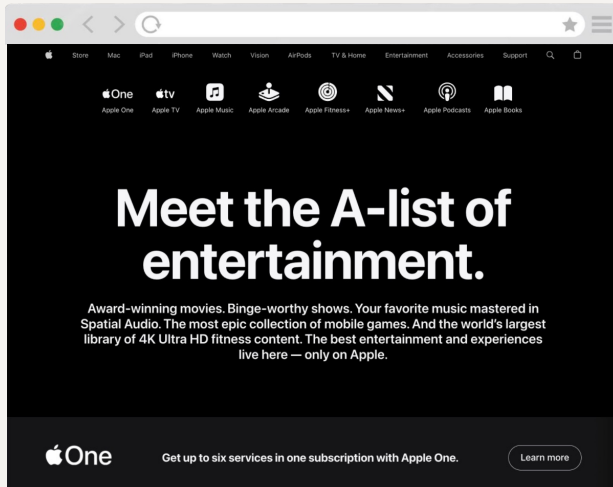 Store Mac iPad iPhone Watch Vision AirPods TV & Home Entertainment Accessories Support
One tv
Apple One Apple TV Apple Music Apple Arcade Apple Fitness+ Apple News+ Apple Podcasts Apple Books
Meet the A-list of
entertainment.
Award-winning movies. Binge-worthy shows. Your favorite music mastered in
Spatial Audio. The most epic collection of mobile games. And the world's largest
library of 4K Ultra HD fitness content. The best entertainment and experiences
live here — only on Apple.
One Get up to six services in one subscription with Apple One. Learn more